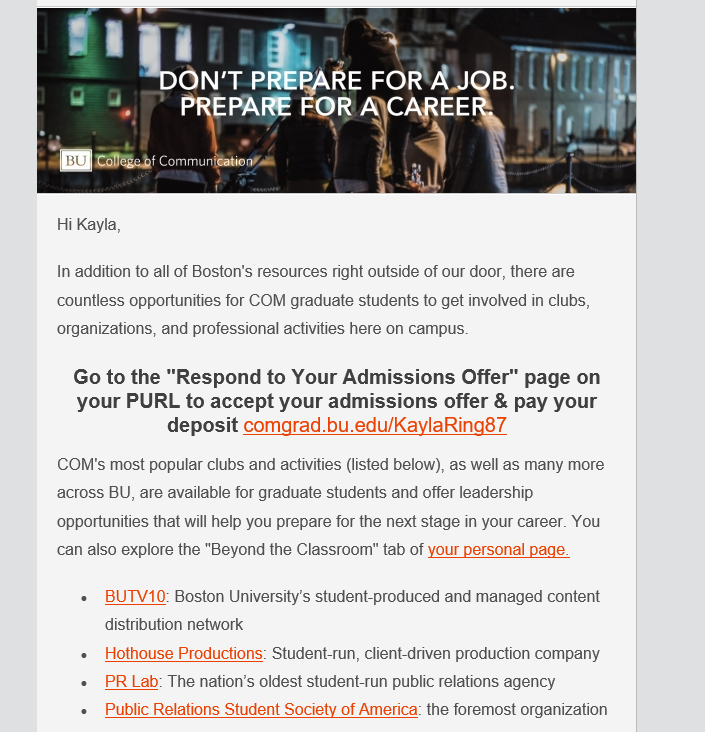 DON'T PREPARE FOR A JOB.
PREPARE FOR A CAREER.
BU College of Communication
Hi Kayla,
In addition to all of Boston's resources right outside of our door, there are
countless opportunities for COM graduate students to get involved in clubs,
organizations, and professional activities here on campus.
Go to the "Respond to Your Admissions Offer" page on
your PURL to accept your admissions offer & pay your
deposit comgrad.bu.edu/KaylaRing87
COM's most popular clubs and activities (listed below), as well as many more
across BU, are available for graduate students and offer leadership
opportunities that will help you prepare for the next stage in your career. You
can also explore the "Beyond the Classroom" tab of your personal page.
• BUTV10: Boston University's student-produced and managed content
distribution network
• Hothouse Productions: Student-run, client-driven production company
• PR Lab: The nation's oldest student-run public relations agency
• Public Relations Student Society of America: the foremost organization